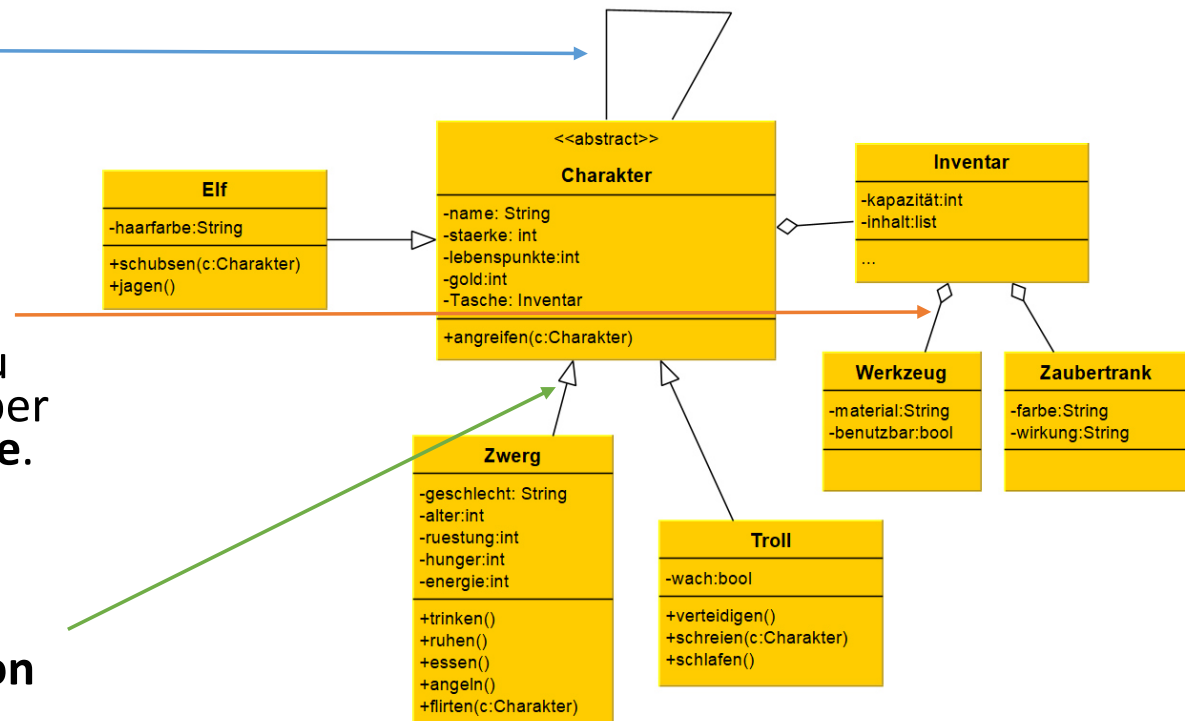 <<abstract>>
Charakter
-name: String
-staerke: int
-lebenspunkte:int
-gold:int
-Tasche: Inventar
+angreifen(c:Charakter)
Elf
-haarfarbe:String
+schubsen(c:Charakter)
+jagen()
Inventar
-kapazität:int
-inhalt:list
...
Werkzeug
-material:String
-benutzbar:bool
Zaubertrank
-farbe:String
-wirkung:String
e.
Zwerg
-geschlecht: String
-alter:int
-ruestung:int
-hunger:int
-energie:int
+trinken()
+ruhen()
+essen()
+angeln()
+flirten(c:Charakter)
Troll
-wach:bool
+verteidigen()
+schreien(c:Charakter)
+schlafen()
on